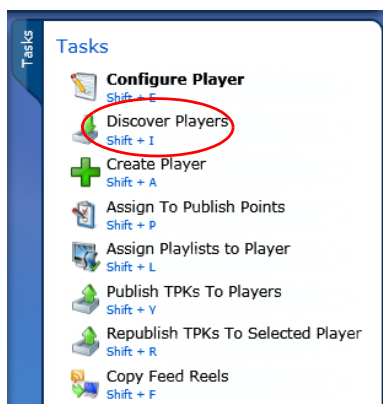 Tasks
Tasks
Configure Player
Shift + E
Discover Players
Shift + I
Create Player
Shift + A
Assign To Publish Points
Shift + P
Assign Playlists to Player
Shift + L
Publish TPKs To Players
Shift + Y
Republish TPKs To Selected Player
Shift + R
Copy Feed Reels
Shift + F